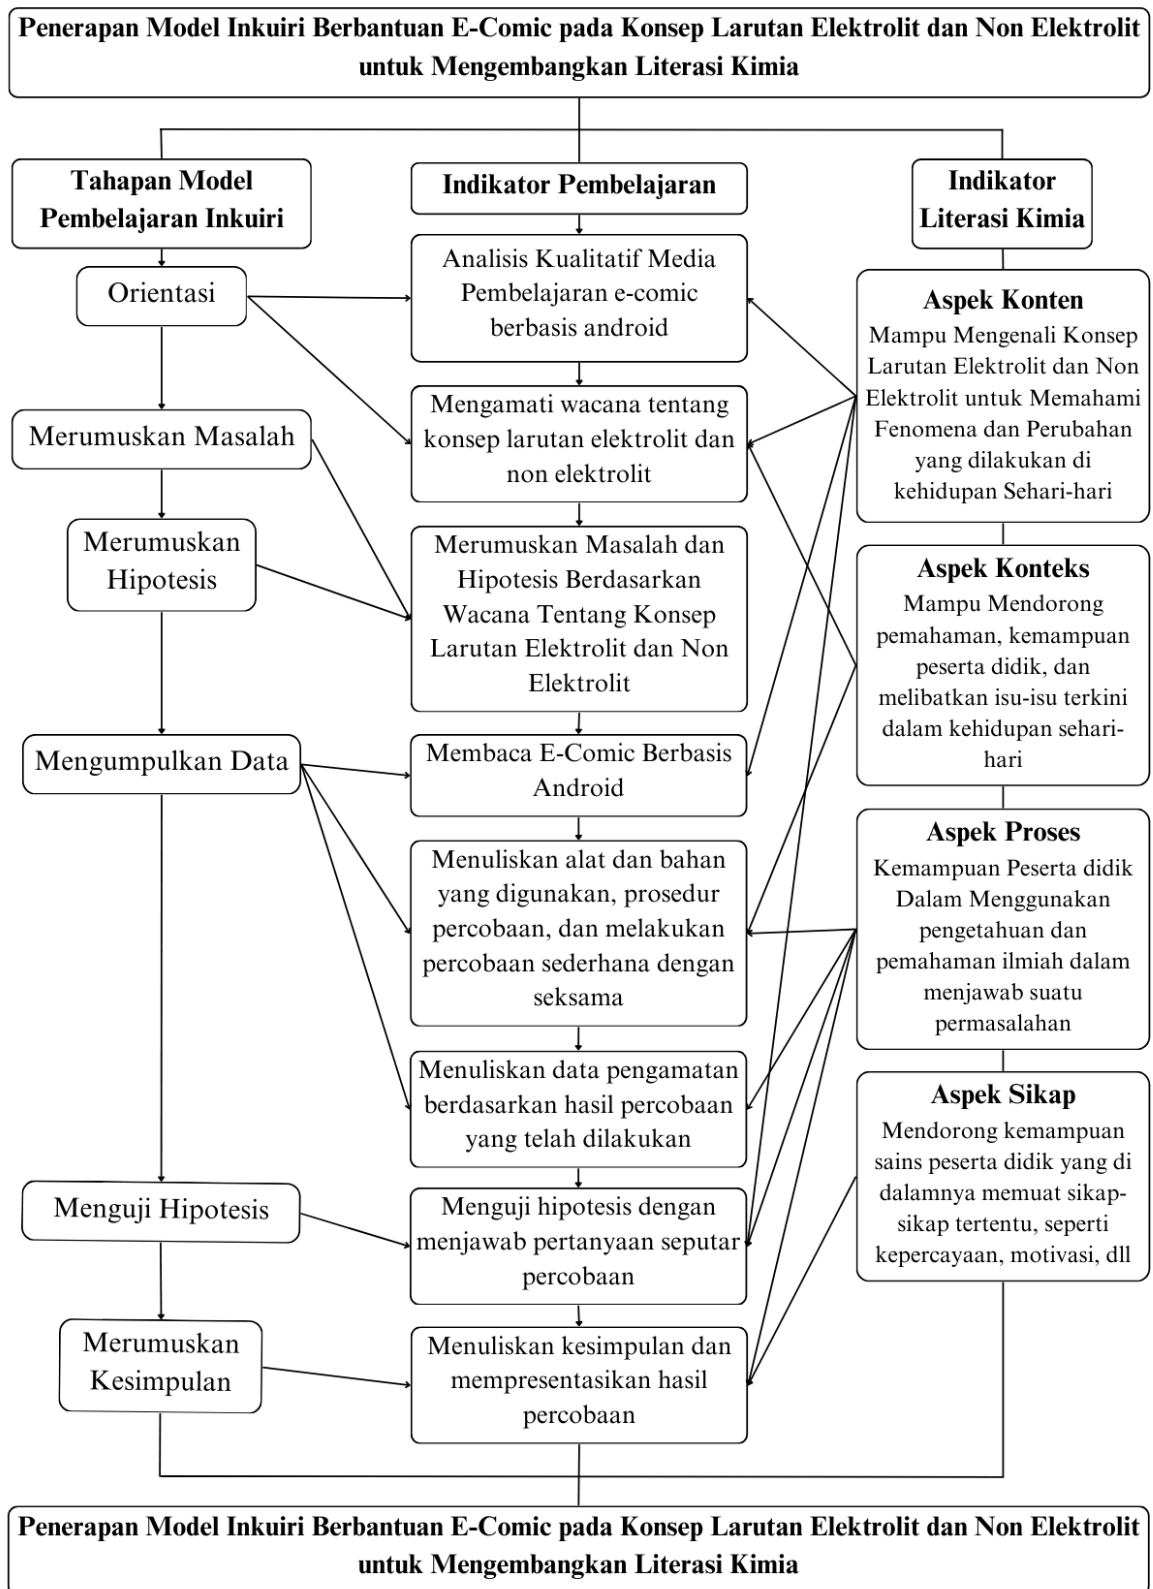 Penerapan Model Inkuiri Berbantuan E-Comic pada Konsep Larutan Elektrolit dan Non Elektrolit
untuk Mengembangkan Literasi Kimia
Tahapan Model
Pembelajaran Inkuiri
Orientasi
Merumuskan Masalah
Merumuskan
Hipotesis
Mengumpulkan Data
Menguji Hipotesis
Merumuskan
Kesimpulan
Indikator Pembelajaran
Analisis Kualitatif Media
Pembelajaran e-comic
berbasis android
Mengamati wacana tentang
konsep larutan elektrolit dan
non elektrolit
Merumuskan Masalah dan
Hipotesis Berdasarkan
Wacana Tentang Konsep
Larutan Elektrolit dan Non
Elektrolit
Membaca E-Comic Berbasis
Android
Menuliskan alat dan bahan
yang digunakan, prosedur
percobaan, dan melakukan
percobaan sederhana dengan
seksama
Menuliskan data pengamatan
berdasarkan hasil percobaan
yang telah dilakukan
Menguji hipotesis dengan
menjawab pertanyaan seputar
percobaan
Menuliskan kesimpulan dan
mempresentasikan hasil
percobaan
Indikator
Literasi Kimia
Aspek Konten
Mampu Mengenali Konsep
Larutan Elektrolit dan Non
Elektrolit untuk Memahami
Fenomena dan Perubahan
yang dilakukan di
kehidupan Sehari-hari
Aspek Konteks
Mampu Mendorong
pemahaman, kemampuan
peserta didik, dan
melibatkan isu-isu terkini
dalam kehidupan sehari-
hari
Aspek Proses
Kemampuan Peserta didik
Dalam Menggunakan
pengetahuan dan
pemahaman ilmiah dalam
menjawab suatu
permasalahan
Aspek Sikap
Mendorong kemampuan
sains peserta didik yang di
dalamnya memuat sikap-
sikap tertentu, seperti
kepercayaan, motivasi, dll
Penerapan Model Inkuiri Berbantuan E-Comic pada Konsep Larutan Elektrolit dan Non Elektrolit
untuk Mengembangkan Literasi Kimia